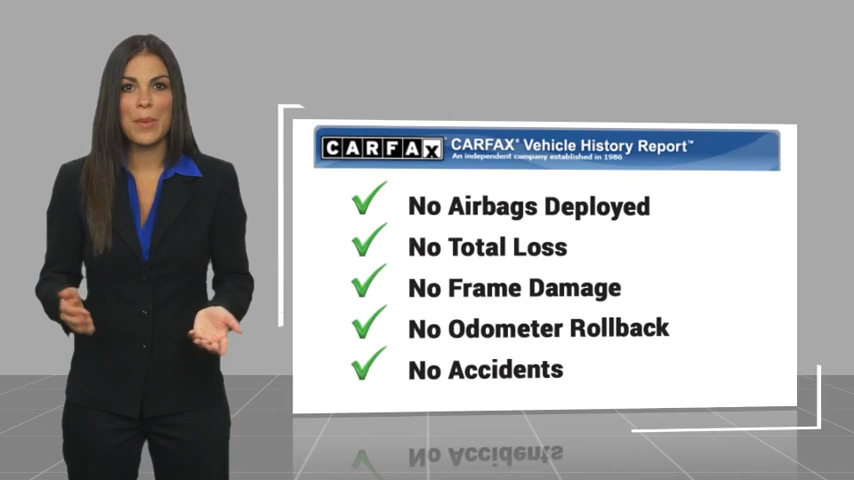 CARFAX CARFAX® Vehicle History Report™
An independent company established in 1986
No Airbags Deployed
No Total Loss
No Frame Damage
No Odometer Rollback
No Accidents
No Accidents